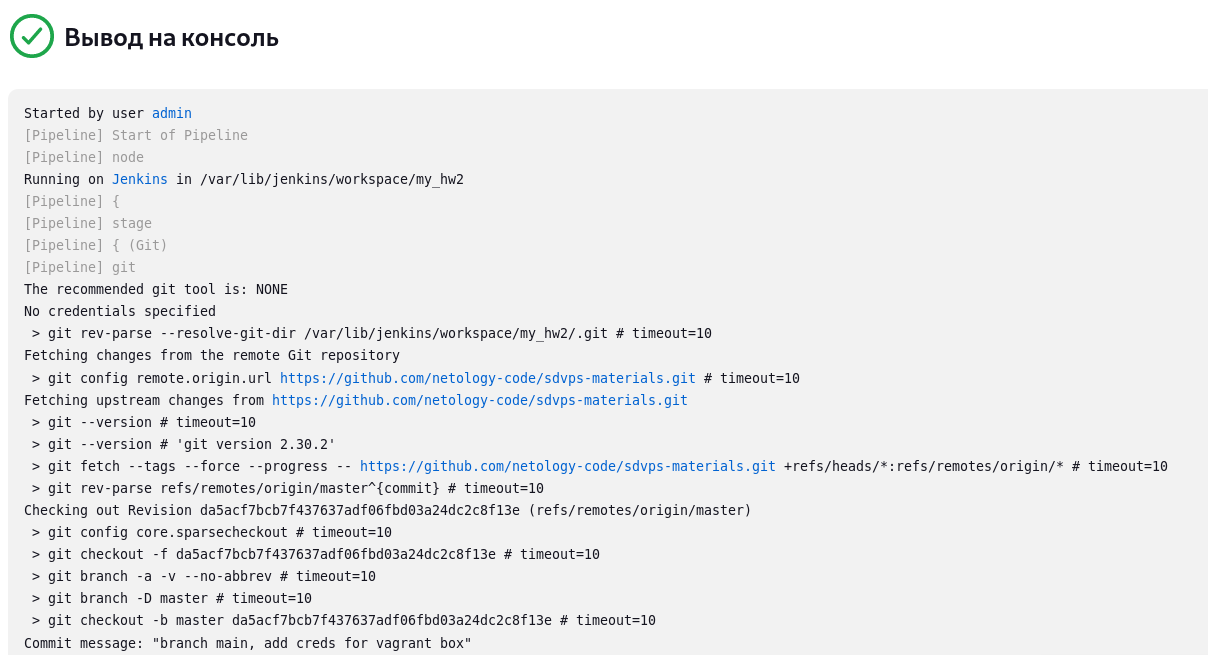 Вывод на консоль
Started by user admin
[Pipeline] Start of Pipeline
[Pipeline] node
Running on Jenkins in /var/lib/jenkins/workspace/my_hw2
[Pipeline] {
[Pipeline] stage
[Pipeline] { (Git)
[Pipeline] git
The recommended git tool is: NONE
No credentials specified
 > git rev-parse --resolve-git-dir /var/lib/jenkins/workspace/my_hw2/.git # timeout=10
Fetching changes from the remote Git repository
 > git config remote.origin.url https://github.com/netology-code/sdvps-materials.git # timeout=10
Fetching upstream changes from https://github.com/netology-code/sdvps-materials.git
 > git --version # timeout=10
 > git --version # 'git version 2.30.2'
 > git fetch --tags --force --progress -- https://github.com/netology-code/sdvps-materials.git +refs/heads/*:refs/remotes/origin/* # timeout=10
 > git rev-parse refs/remotes/origin/master^{commit} # timeout=10
Checking out Revision da5acf7bcb7f437637adf06fbd03a24dc2c8f13e (refs/remotes/origin/master)
 > git config core.sparsecheckout # timeout=10
 > git checkout -f da5acf7bcb7f437637adf06fbd03a24dc2c8f13e # timeout=10
 > git branch -a -v --no-abbrev # timeout=10
 > git branch -D master # timeout=10
 > git checkout -b master da5acf7bcb7f437637adf06fbd03a24dc2c8f13e # timeout=10
Commit message: "branch main, add creds for vagrant box"